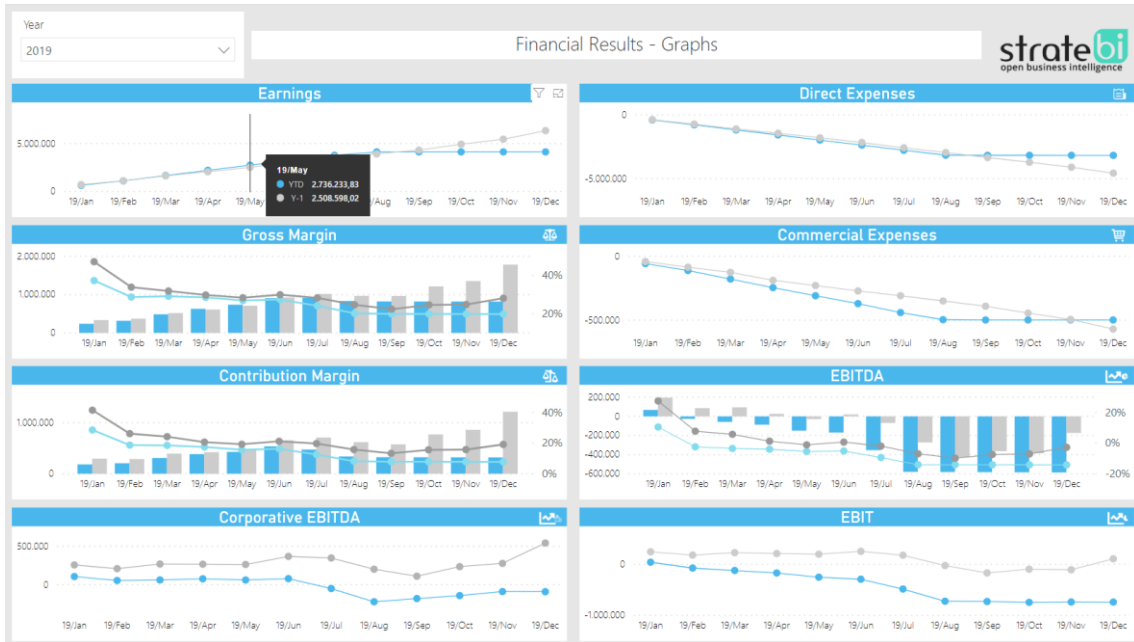 Year
2019
Financial Results - Graphs
stratebi
open business intelligence
Earnings
5.000.000
0
19/May
YTD 2.736.233,83
Y-1 2.508.598,02
19/Jan 19/Feb 19/Mar 19/Apr 19/May 19/Aug 19/Sep 19/Oct 19/Nov 19/Dec
Direct Expenses
0
-5.000.000
19/Jan 19/Feb 19/Mar 19/Apr 19/May 19/Jun 19/Jul 19/Aug 19/Sep 19/Oct 19/Nov 19/Dec
Gross Margin
2.000.000
1.000.000
0
40%
20%
19/Jan 19/Feb 19/Mar 19/Apr 19/May 19/Jun 19/Jul 19/Aug 19/Sep 19/Oct 19/Nov 19/Dec
Commercial Expenses
0
-500.000
19/Jan 19/Feb 19/Mar 19/Apr 19/May 19/Jun 19/Jul 19/Aug 19/Sep 19/Oct 19/Nov 19/Dec
Contribution Margin
1.000.000
0
40%
20%
0%
19/Jan 19/Feb 19/Mar 19/Apr 19/May 19/Jun 19/Jul 19/Aug 19/Sep 19/Oct 19/Nov 19/Dec
EBITDA
200.000
0
-200.000
-400.000
-600.000
20%
0%
-20%
19/Jan 19/Feb 19/Mar 19/Apr 19/May 19/Jun 19/Jul 19/Aug 19/Sep 19/Oct 19/Nov 19/Dec
Corporative EBITDA
500.000
0
19/Jan 19/Feb 19/Mar 19/Apr 19/May 19/Jun 19/Jul 19/Aug 19/Sep 19/Oct 19/Nov 19/Dec
EBIT
0
-1.000.000
19/Jan 19/Feb 19/Mar 19/Apr 19/May 19/Jun 19/Jul 19/Aug 19/Sep 19/Oct 19/Nov 19/Dec